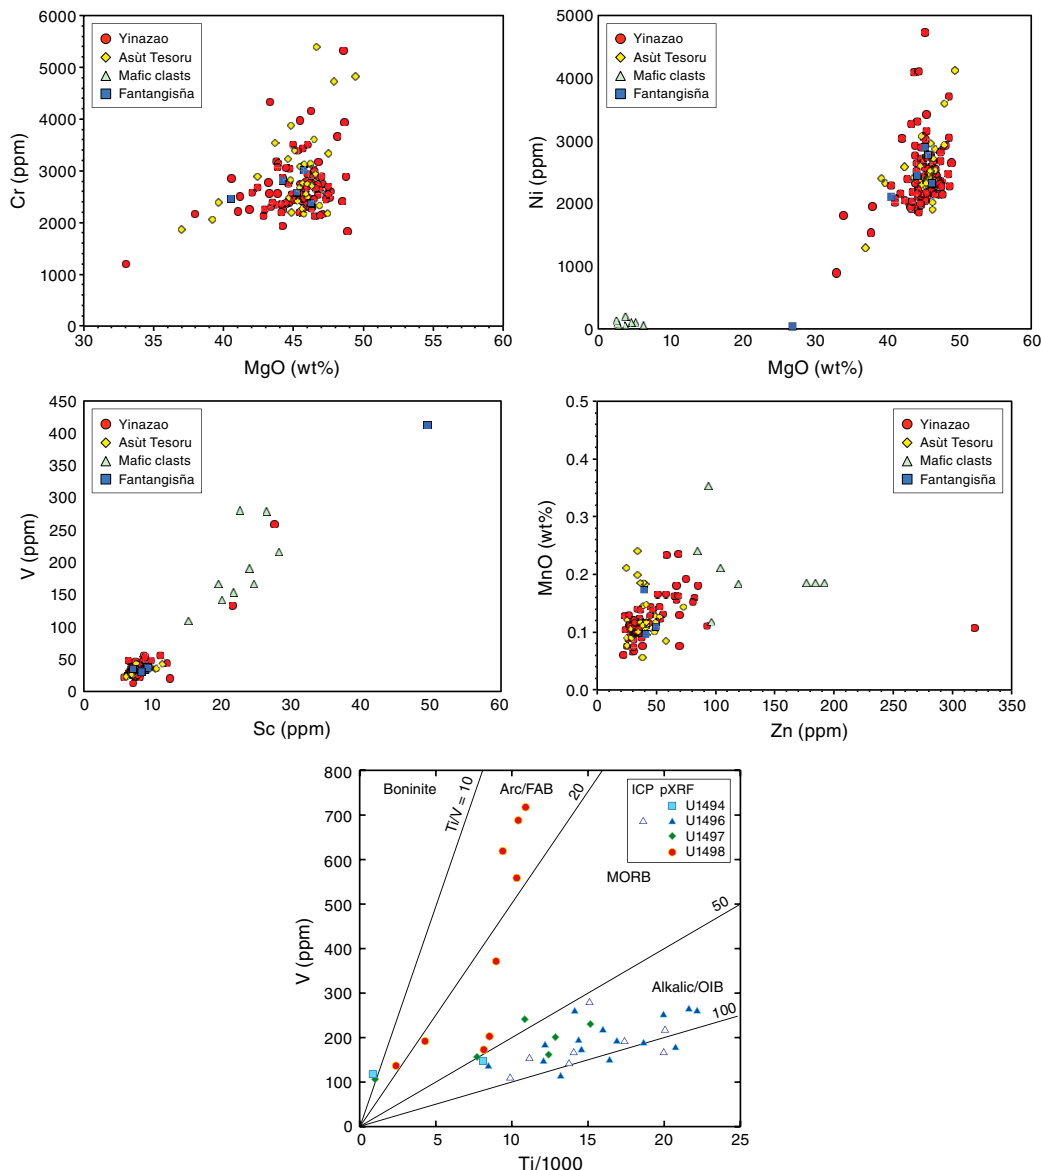 6000
5000
4000
3000
2000
1000
0
Cr (ppm)
Yinazao
Asùt Tesoru
Mafic clasts
Fantangisña
30 35 40 45 50 55 60
MgO (wt%)
5000
4000
3000
2000
1000
0
Ni (ppm)
Yinazao
Asùt Tesoru
Mafic clasts
Fantangisña
0 10 20 30 40 50 60
MgO (wt%)
450
400
350
300
250
200
150
100
50
0
V (ppm)
Yinazao
Asùt Tesoru
Mafic clasts
Fantangisña
0 10 20 30 40 50 60
Sc (ppm)
0.5
0.4
0.3
0.2
0.1
0.0
MnO (wt%)
Yinazao
Asùt Tesoru
Mafic clasts
Fantangisña
0 50 100 150 200 250 300 350
Zn (ppm)
800
700
600
500
400
300
200
100
0
V (ppm)
Boninite
Ti/V = 10
Arc/FAB
20
ICP pXRF
U1494
U1496
U1497
U1498
MORB
50
Alkalic/OIB
100
0 5 10 15 20 25
Ti/1000